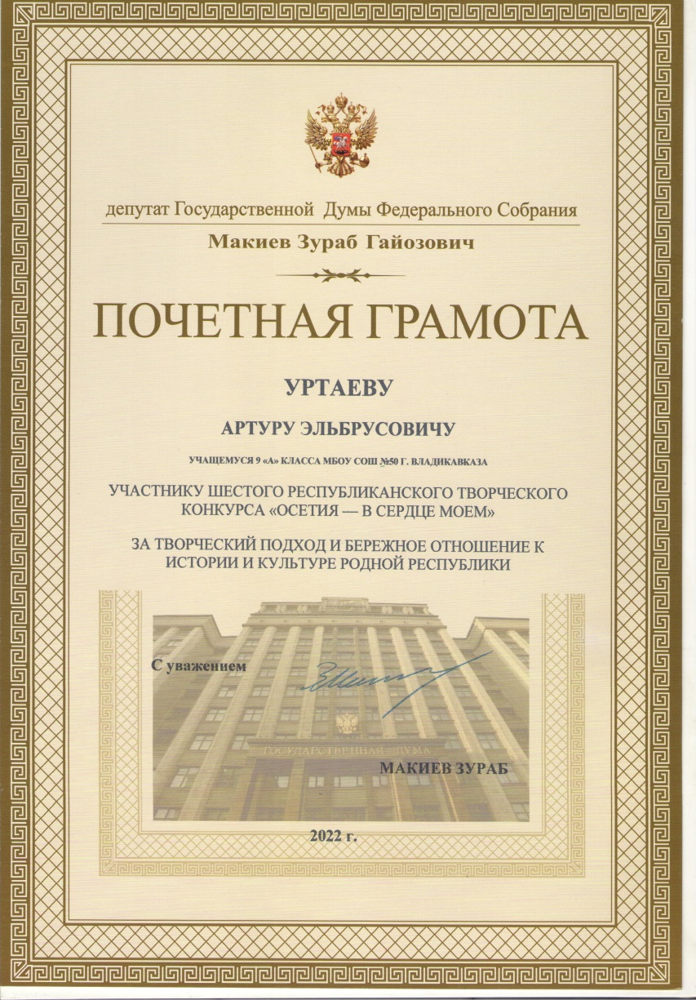 депутат Государственной Думы Федерального Собрания
Макиев Зураб Гайозович
ПОЧЕТНАЯ ГРАМОТА
УРТАЕВУ
АРТУРУ ЭЛЬБРУСОВИЧУ
УЧАЩЕМУСЯ 9 «А» КЛАССА МБОУ СОШ №50 Г. ВЛАДИКАВКАЗА
УЧАСТНИКУ ШЕСТОГО РЕСПУБЛИКАНСКОГО ТВОРЧЕСКОГО
КОНКУРСА «ОСЕТИЯ — В СЕРДЦЕ МОЕМ»
ЗА ТВОРЧЕСКИЙ ПОДХОД И БЕРЕЖНОЕ ОТНОШЕНИЕ К
ИСТОРИИ И КУЛЬТУРЕ РОДНОЙ РЕСПУБЛИКИ
С уважением
ГОСУДАРСТВЕННАЯ ДУМА
МАКИЕВ ЗУРАБ
2022 г.